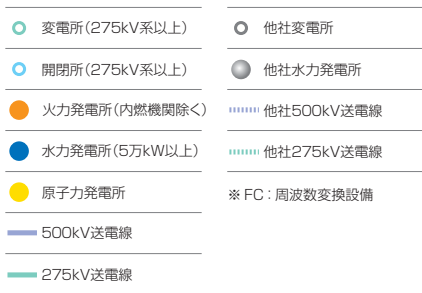 変電所(275kV系以上)
開閉所(275kV系以上)
火力発電所(内燃機関除く)
水力発電所(5万kW以上)
原子力発電所
500kV送電線
275kV送電線
他社変電所
他社水力発電所
他社500kV送電線
他社275kV送電線
※ FC：周波数変換設備